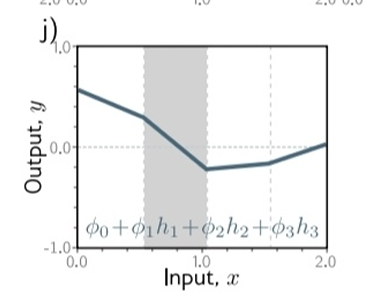 2.0 0.0 1.0 2.0 0.0
j)
1.0
Output, y
0.0
ϕ₀+ϕ₁h₁+ϕ₂h₂+ϕ₃h₃
-1.0
0.0 1.0 2.0
Input, x